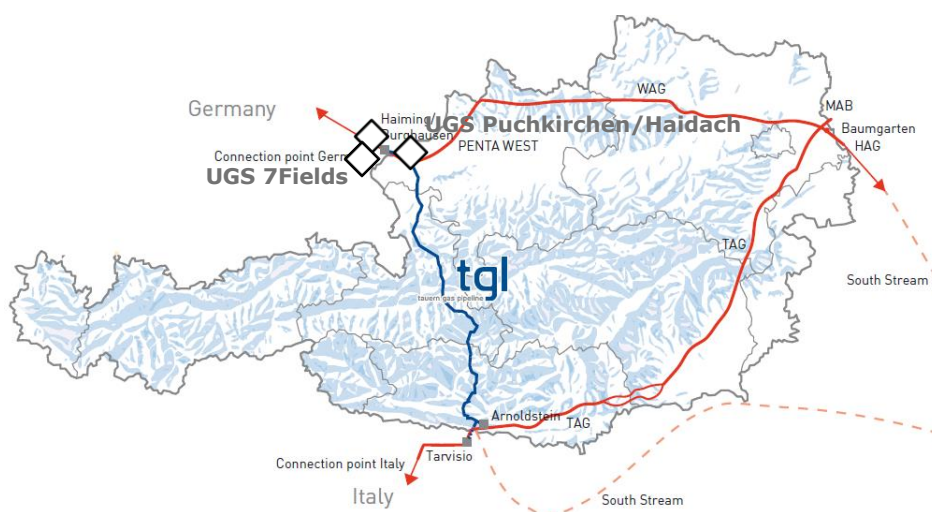 Germany
WAG
MAB
Haiming/
Burghausen
UGS Puchkirchen/Haidach
Baumgarten
HAG
PENTA WEST
Connection point Ger
UGS 7Fields
TAG
tgl
tauern gas pipeline
South Stream
Arnoldstein
TAG
Tarvisio
Connection point Italy
Italy
South Stream